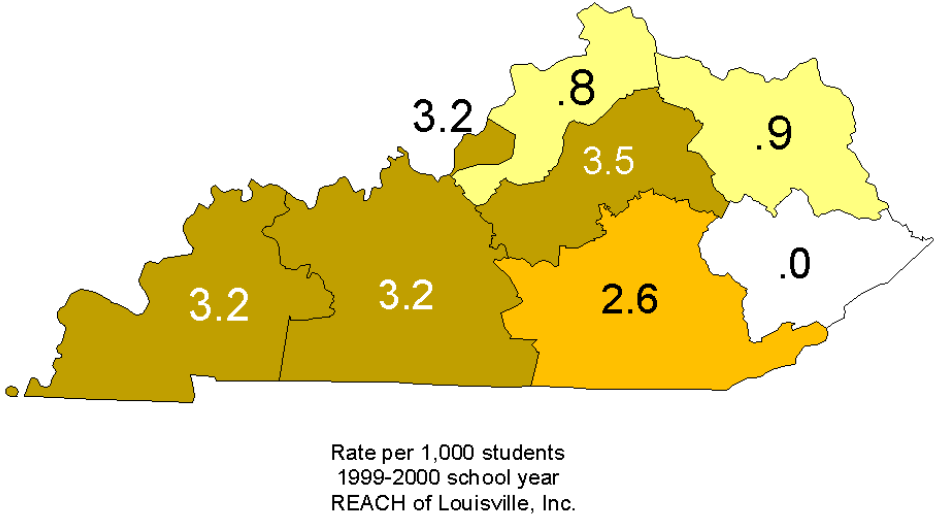 .8
3.2
.9
3.5
.0
3.2
3.2
2.6
Rate per 1,000 students
1999-2000 school year
REACH of Louisville, Inc.